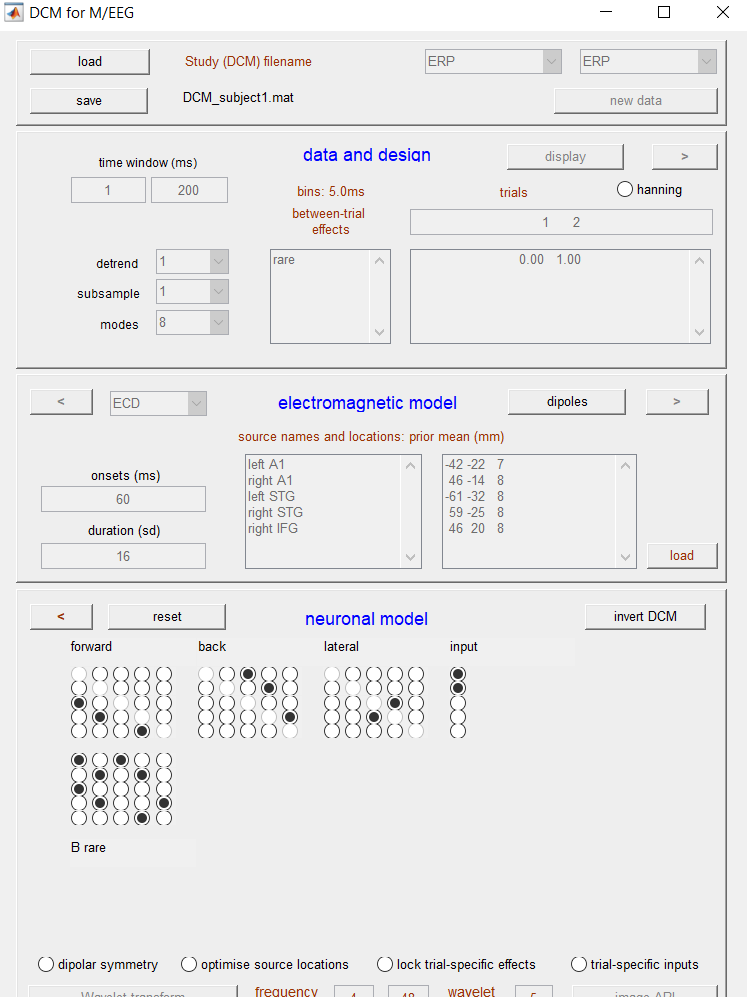 DCM for M/EEG
load
Study (DCM) filename
ERP
ERP
save
DCM_subject1.mat
new data
time window (ms)
data and design
display
>
1
200
bins: 5.0ms
trials
hanning
between-trial
effects
1 2
detrend
1
rare
0.00 1.00
subsample
1
modes
8
<
ECD
electromagnetic model
dipoles
>
source names and locations: prior mean (mm)
onsets (ms)
60
duration (sd)
16
left A1
right A1
left STG
right STG
right IFG
-42 -22 7
46 -14 8
-61 -32 8
59 -25 8
46 20 8
load
<
reset
neuronal model
invert DCM
forward
back
lateral
input
B rare
dipolar symmetry
optimise source locations
lock trial-specific effects
trial-specific inputs
Wavelet transform
frequency
4
48
wavelet
5
image API